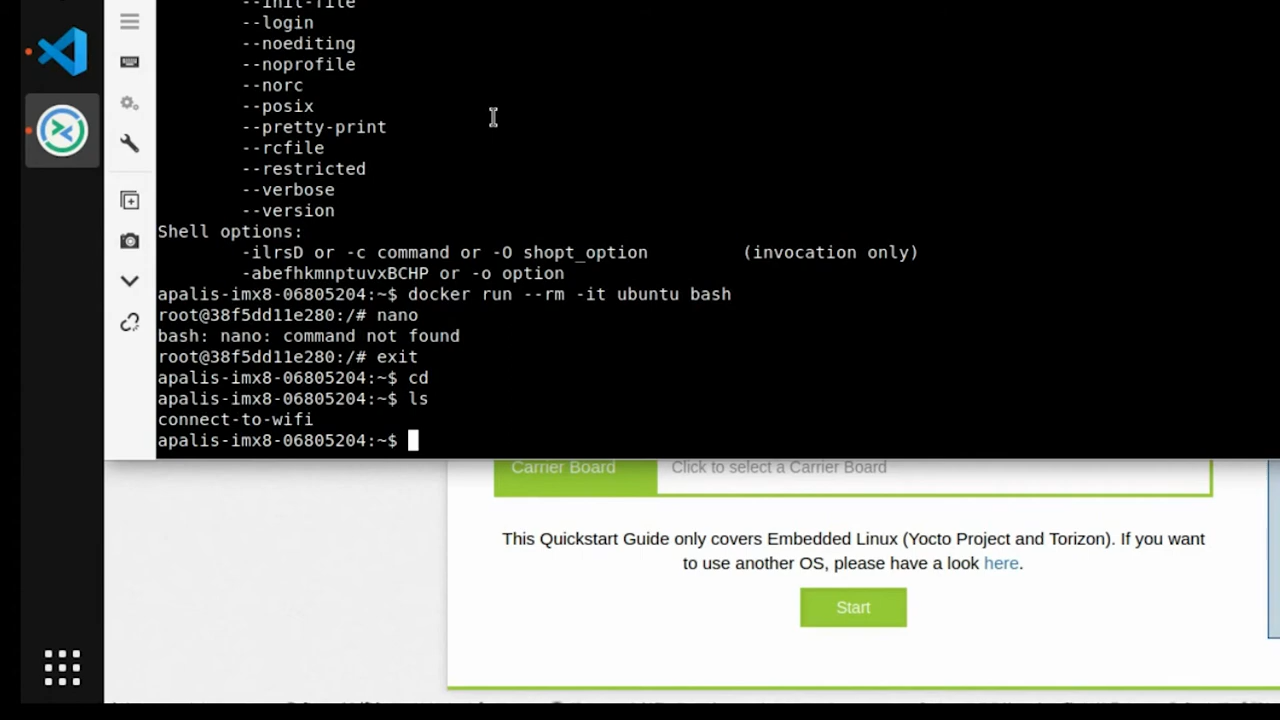 --init-file
--login
--noediting
--noprofile
--norc
--posix
--pretty-print
--rcfile
--restricted
--verbose
--version
Shell options:
-ilrsD or -c command or -O shopt_option (invocation only)
-abefhkmnptuvxBCHP or -o option
apalis-imx8-06805204:~$ docker run --rm -it ubuntu bash
root@38f5dd11e280:/# nano
bash: nano: command not found
root@38f5dd11e280:/# exit
apalis-imx8-06805204:~$ cd
apalis-imx8-06805204:~$ ls
connect-to-wifi
apalis-imx8-06805204:~$
Carrier Board Click to select a Carrier Board
This Quickstart Guide only covers Embedded Linux (Yocto Project and Torizon). If you want
to use another OS, please have a look here.
Start